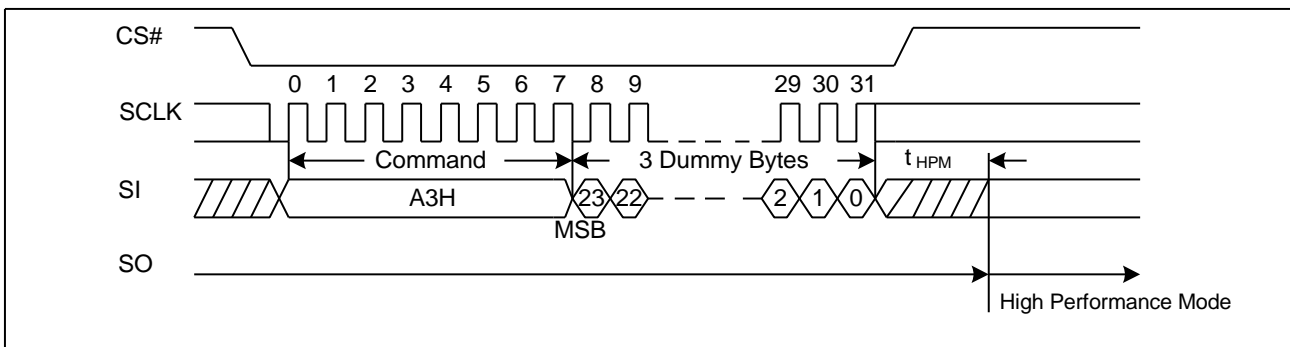 CS#
0 1 2 3 4 5 6 7 8 9 29 30 31
SCLK
Command 3 Dummy Bytes t HPM
SI A3H 23 22 2 1 0
MSB
SO
High Performance Mode